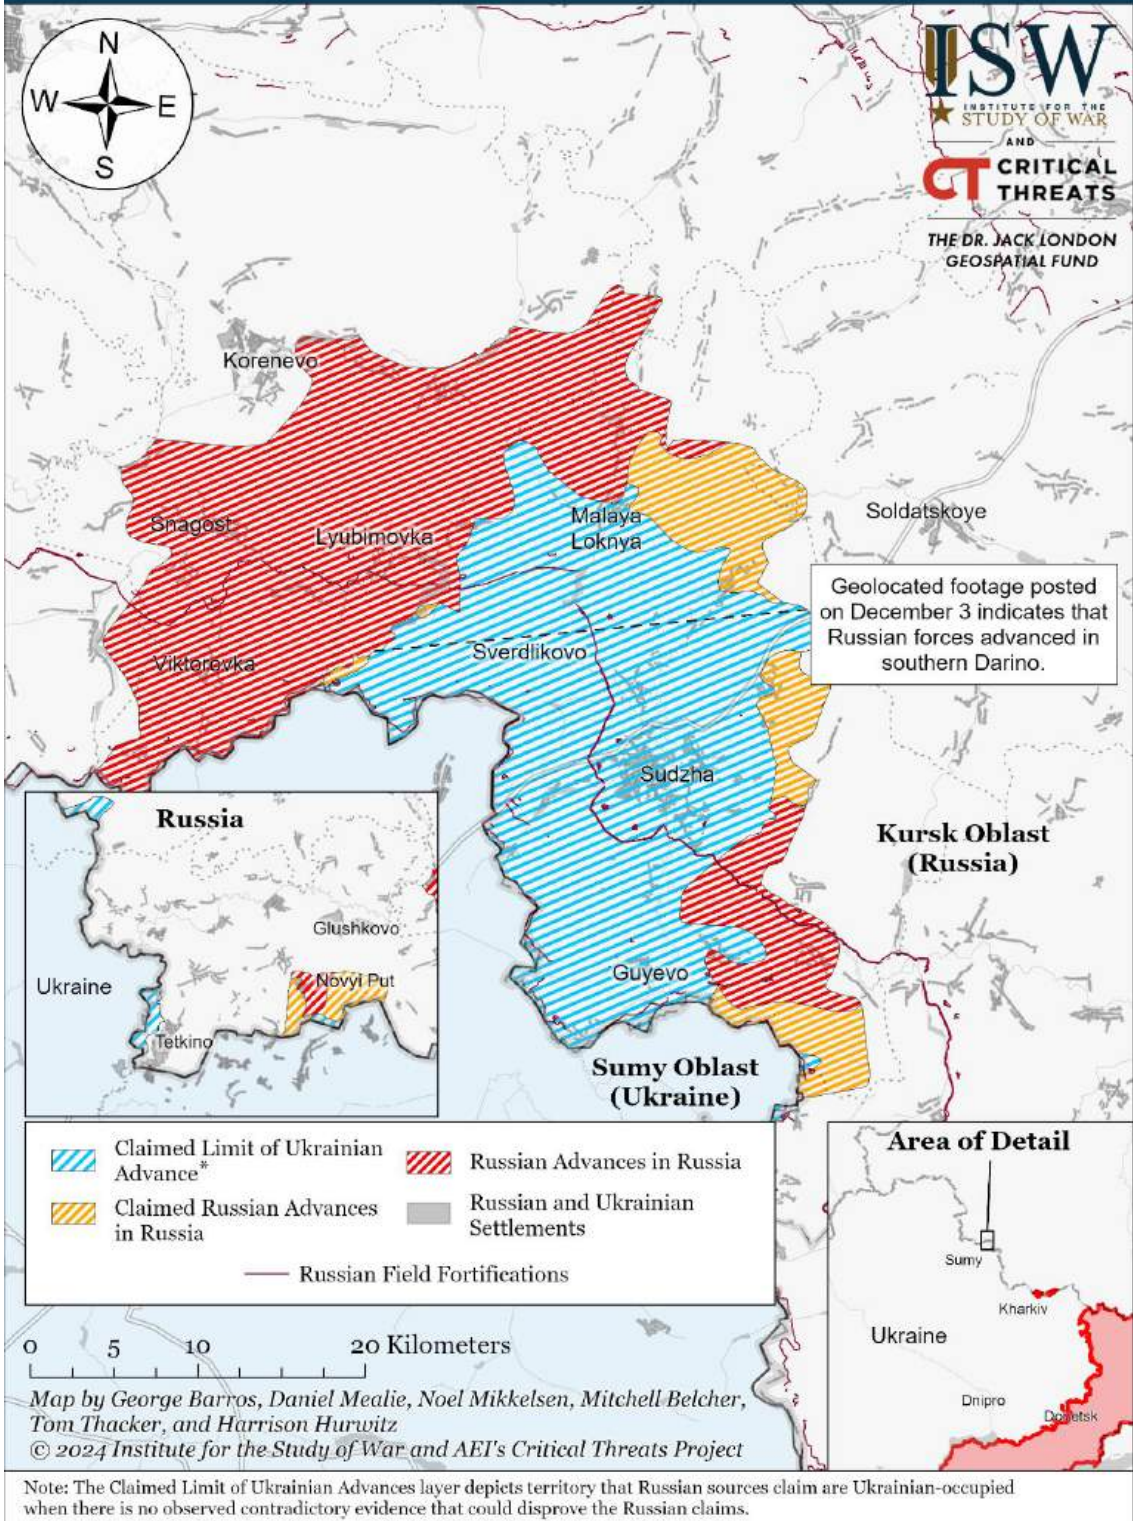 N
W
E
S
ISW
INSTITUTE FOR THE
STUDY OF WAR
AND
CT CRITICAL
THREATS
THE DR. JACK LONDON
GEOSPATIAL FUND
Korenevo
Snagost
Lyubimovka
Malaya
Loknya
Soldatskoye
Geolocated footage posted
on December 3 indicates that
Russian forces advanced in
southern Darino.
Viktorovka
Sverdlikovo
Sudzha
Kursk Oblast
(Russia)
Guyevo
Sumy Oblast
(Ukraine)
Russia
Glushkovo
Ukraine
Novyi Put
Tetkino
Claimed Limit of Ukrainian
Advance*
Russian Advances in Russia
Claimed Russian Advances
in Russia
Russian and Ukrainian
Settlements
Russian Field Fortifications
Area of Detail
Sumy
Kharkiv
Ukraine
Dnipro
Donetsk
0 5 10 20 Kilometers
Map by George Barros, Daniel Mealie, Noel Mikkelsen, Mitchell Belcher,
Tom Thacker, and Harrison Hurwitz
© 2024 Institute for the Study of War and AEI's Critical Threats Project
Note: The Claimed Limit of Ukrainian Advances layer depicts territory that Russian sources claim are Ukrainian-occupied
when there is no observed contradictory evidence that could disprove the Russian claims.